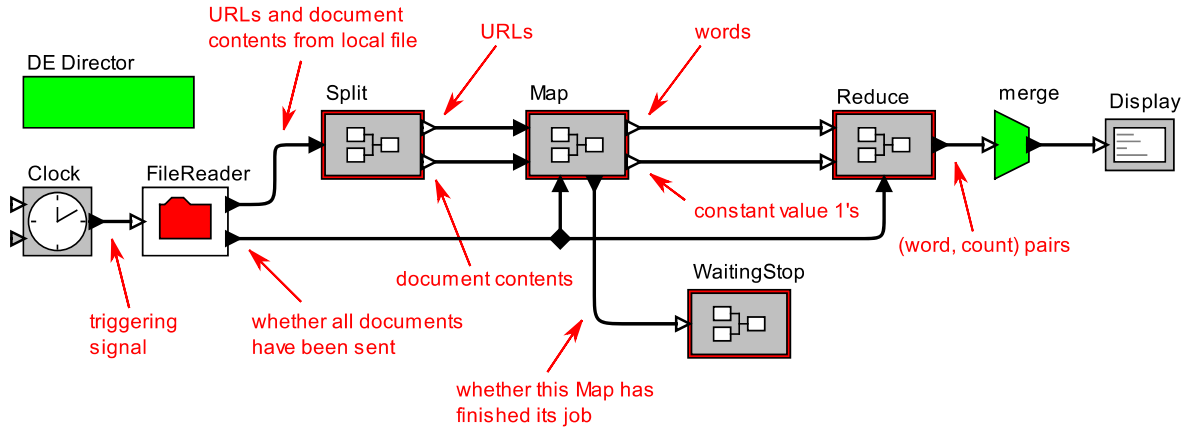 URLs and document
contents from local file
URLs
words
DE Director
Split
Map
Reduce
merge
Display
Clock
FileReader
constant value 1's
(word, count) pairs
document contents
WaitingStop
triggering
signal
whether all documents
have been sent
whether this Map has
finished its job